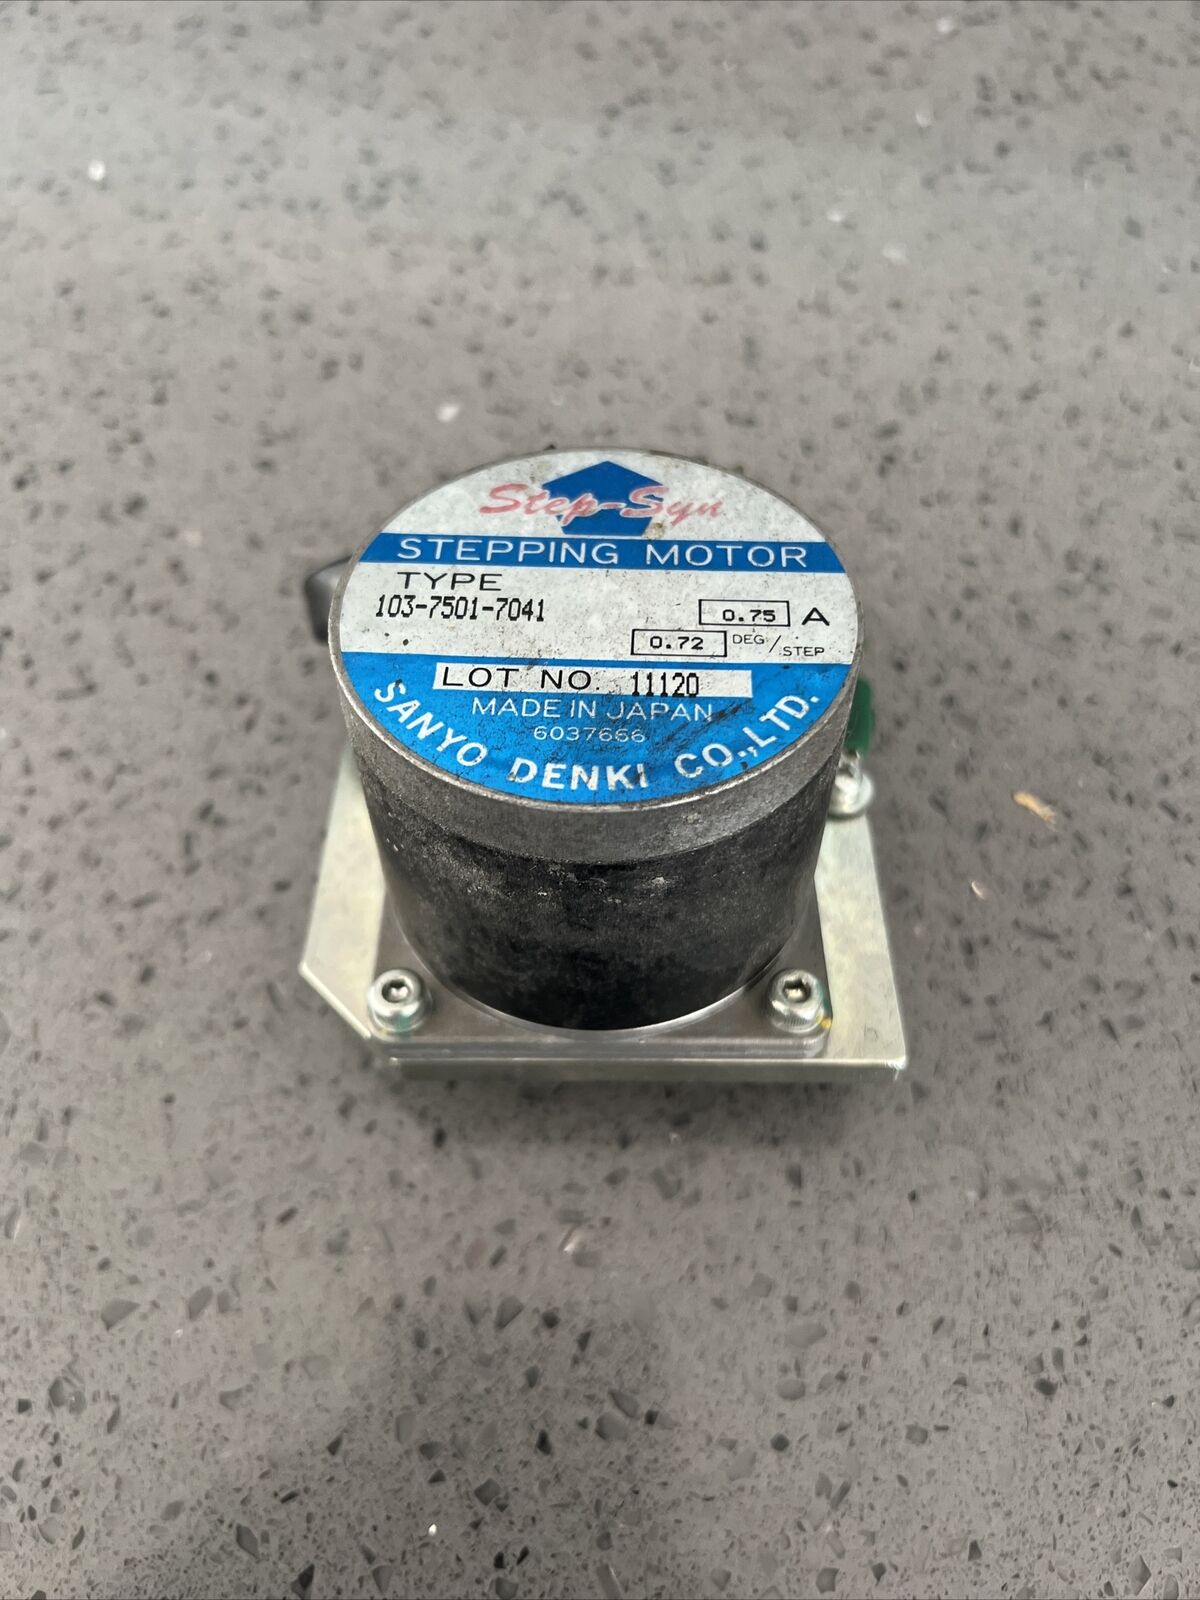 Step-Syn
STEPPING MOTOR
TYPE
103-7501-7041
0.75 A
0.72 DEG/STEP
LOT NO. 11120
MADE IN JAPAN
6037666
SANYO DENKI CO.,LTD.